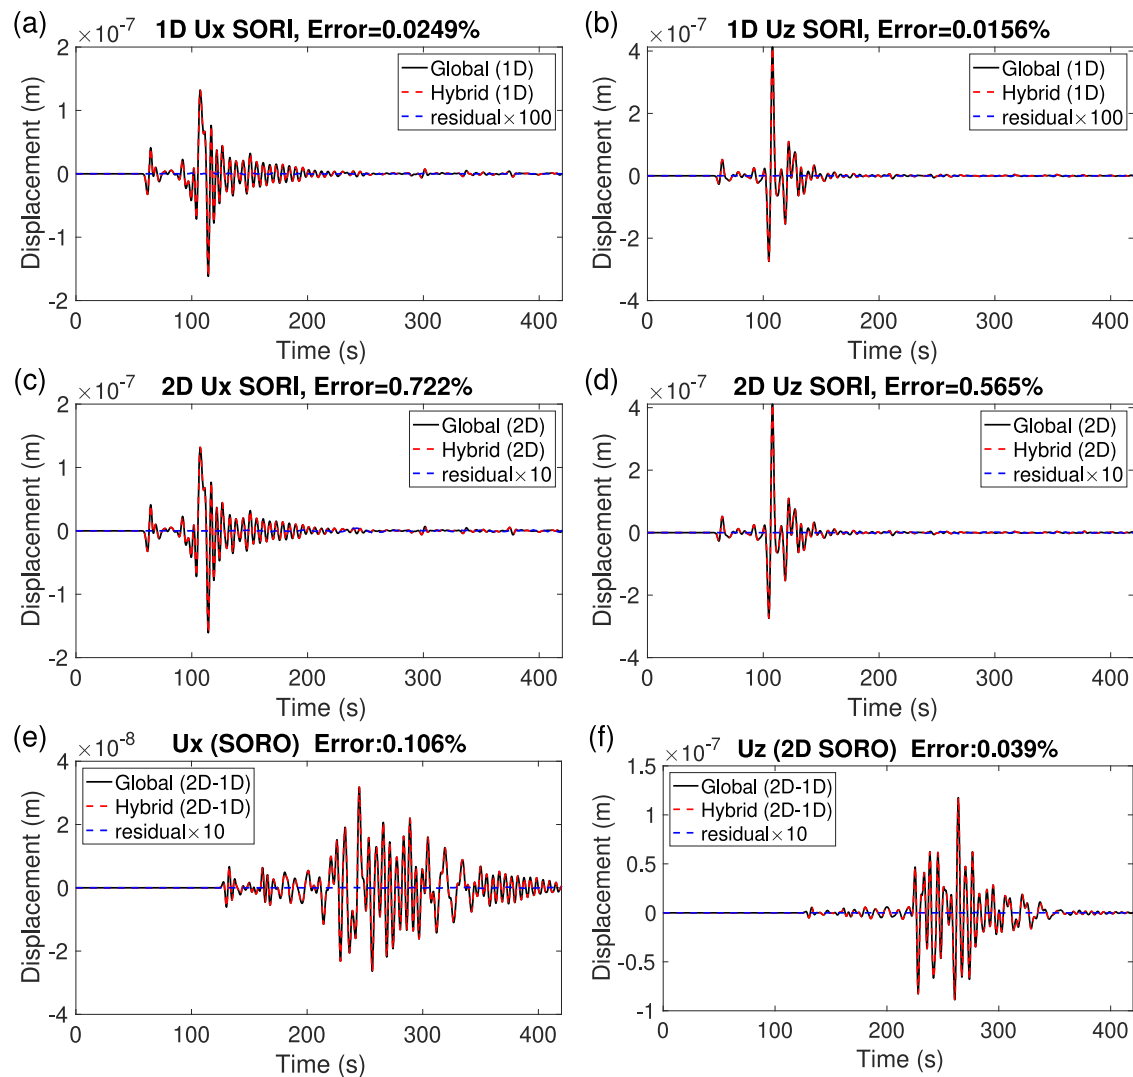 (a)
×10⁻⁷
1D Ux SORI, Error=0.0249%
Displacement (m)
2
1
0
-1
-2
Global (1D)
Hybrid (1D)
residual×100
0 100 200 300 400
Time (s)
(b)
×10⁻⁷
1D Uz SORI, Error=0.0156%
Displacement (m)
4
2
0
-2
-4
Global (1D)
Hybrid (1D)
residual×100
0 100 200 300 400
Time (s)
(c)
×10⁻⁷
2D Ux SORI, Error=0.722%
Displacement (m)
2
1
0
-1
-2
Global (2D)
Hybrid (2D)
residual×10
0 100 200 300 400
Time (s)
(d)
×10⁻⁷
2D Uz SORI, Error=0.565%
Displacement (m)
4
2
0
-2
-4
Global (2D)
Hybrid (2D)
residual×10
0 100 200 300 400
Time (s)
(e)
×10⁻⁸
Ux (SORO) Error:0.106%
Displacement (m)
4
2
0
-2
-4
Global (2D-1D)
Hybrid (2D-1D)
residual×10
0 100 200 300 400
Time (s)
(f)
×10⁻⁷
Uz (2D SORO) Error:0.039%
Displacement (m)
1.5
1
0.5
0
-0.5
-1
Global (2D-1D)
Hybrid (2D-1D)
residual×10
0 100 200 300 400
Time (s)